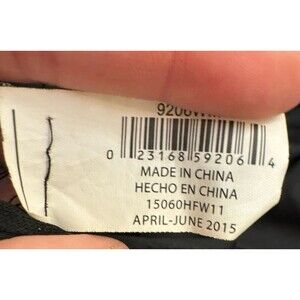 0 23168 59206 4
MADE IN CHINA
HECHO EN CHINA
15060HFW11
APRIL-JUNE 2015